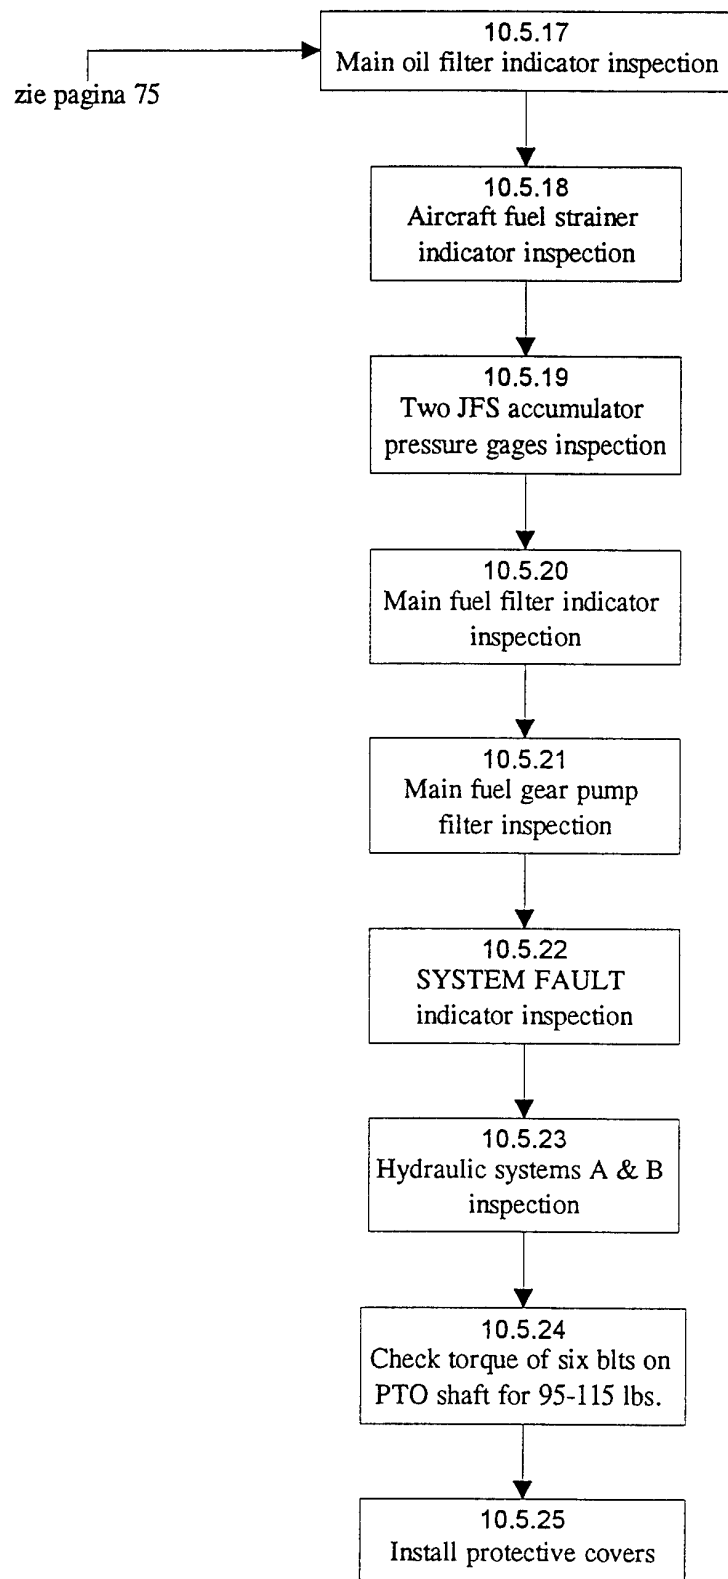 10.5.17
Main oil filter indicator inspection
zie pagina 75
10.5.18
Aircraft fuel strainer
indicator inspection
10.5.19
Two JFS accumulator
pressure gages inspection
10.5.20
Main fuel filter indicator
inspection
10.5.21
Main fuel gear pump
filter inspection
10.5.22
SYSTEM FAULT
indicator inspection
10.5.23
Hydraulic systems A & B
inspection
10.5.24
Check torque of six blts on
PTO shaft for 95-115 lbs.
10.5.25
Install protective covers